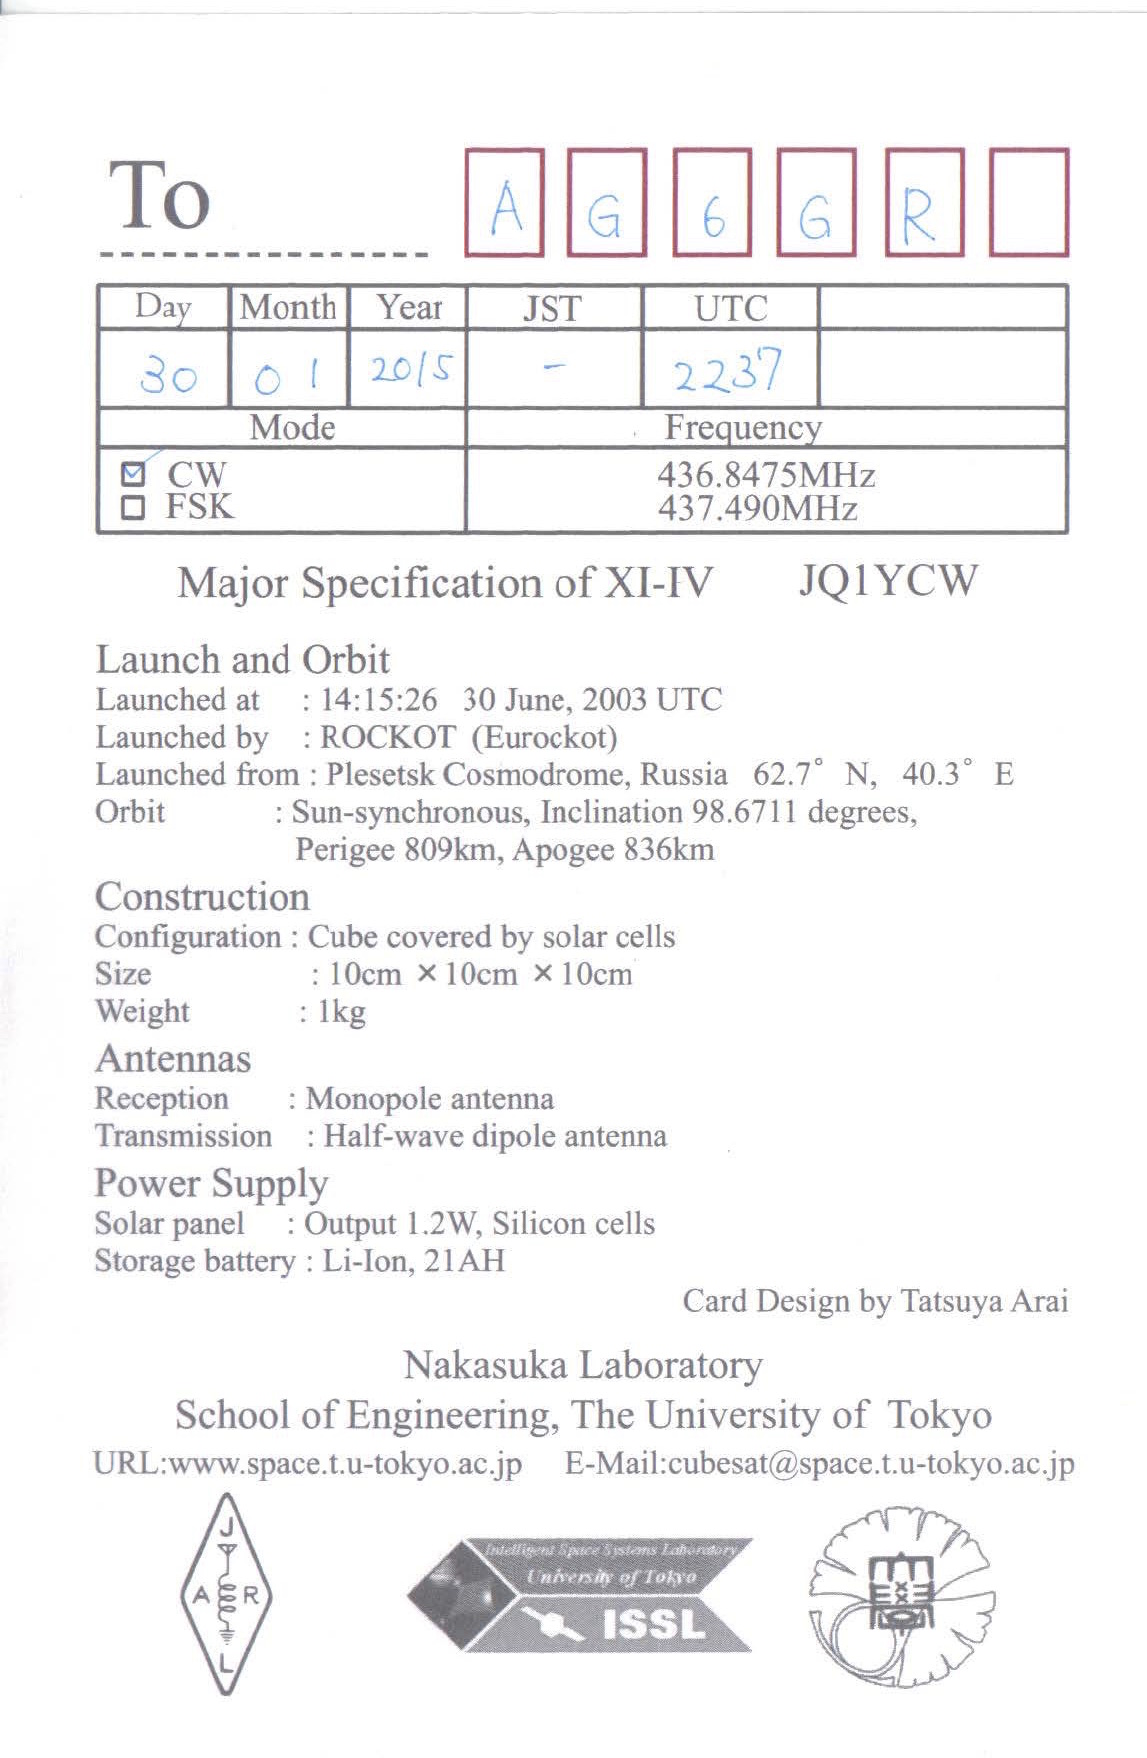 To A G 6 G R
Day Month Year JST UTC
30 01 2015 - 2237
Mode Frequency
CW 436.8475MHz
FSK 437.490MHz
Major Specification of XI-IV JQ1YCW
Launch and Orbit
Launched at : 14:15:26 30 June, 2003 UTC
Launched by : ROCKOT (Eurockot)
Launched from : Plesetsk Cosmodrome, Russia 62.7° N, 40.3° E
Orbit : Sun-synchronous, Inclination 98.6711 degrees,
Perigee 809km, Apogee 836km
Construction
Configuration : Cube covered by solar cells
Size : 10cm × 10cm × 10cm
Weight : 1kg
Antennas
Reception : Monopole antenna
Transmission : Half-wave dipole antenna
Power Supply
Solar panel : Output 1.2W, Silicon cells
Storage battery : Li-Ion, 21AH
Card Design by Tatsuya Arai
Nakasuka Laboratory
School of Engineering, The University of Tokyo
URL:www.space.t.u-tokyo.ac.jp E-Mail:cubesat@space.t.u-tokyo.ac.jp
J
A R
L
Intelligent Space Systems Laboratory
University of Tokyo
ISSL